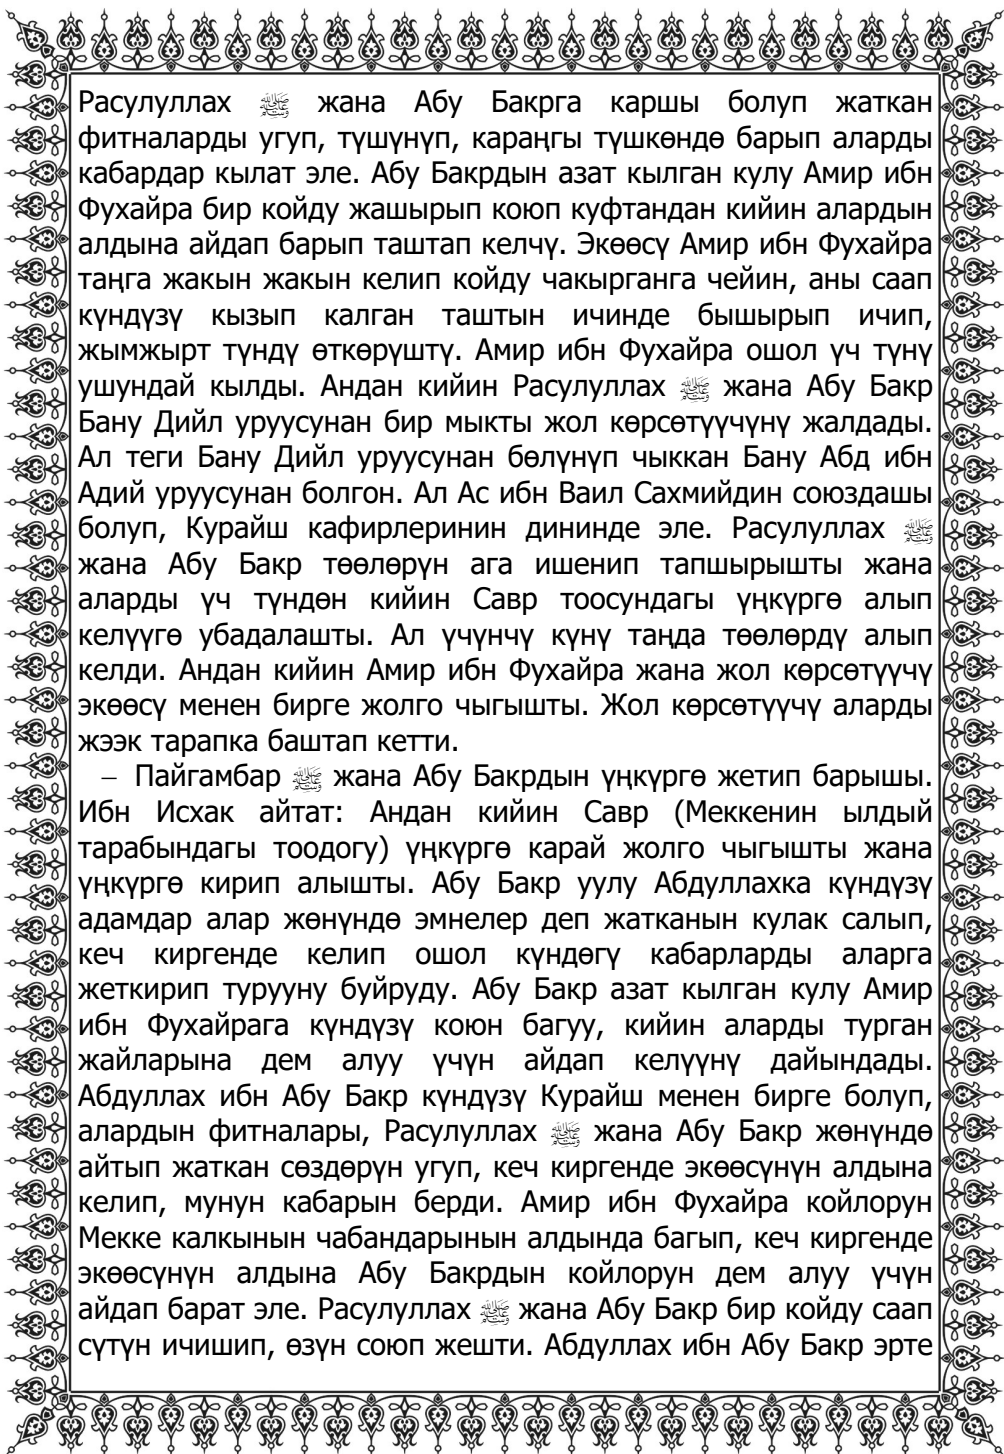 Расулуллах ﷺ жана Абу Бакрга каршы болуп жаткан
фитналарды угуп, түшүнүп, караңгы түшкөндө барып аларды
кабардар кылат эле. Абу Бакрдын азат кылган кулу Амир ибн
Фухайра бир койду жашырып коюп куфтандан кийин алардын
алдына айдап барып таштап келчү. Экөөсү Амир ибн Фухайра
таңга жакын жакын келип койду чакырганга чейин, аны саап
күндүзү кызып калган таштын ичинде бышырып ичип,
жымжырт түндү өткөрүштү. Амир ибн Фухайра ошол үч түнү
ушундай кылды. Андан кийин Расулуллах ﷺ жана Абу Бакр
Бану Дийл уруусунан бир мыкты жол көрсөтүүчүнү жалдады.
Ал теги Бану Дийл уруусунан бөлүнүп чыккан Бану Абд ибн
Адий уруусунан болгон. Ал Ас ибн Ваил Сахмийдин союздашы
болуп, Курайш кафирлеринин дининде эле. Расулуллах ﷺ
жана Абу Бакр төөлөрүн ага ишенип тапшырышты жана
аларды үч түндөн кийин Савр тоосундагы үңкүргө алып
келүүгө убадалашты. Ал үчүнчү күнү таңда төөлөрдү алып
келди. Андан кийин Амир ибн Фухайра жана жол көрсөтүүчү
экөөсү менен бирге жолго чыгышты. Жол көрсөтүүчү аларды
жээк тарапка баштап кетти.
– Пайгамбар ﷺ жана Абу Бакрдын үңкүргө жетип барышы.
Ибн Исхак айтат: Андан кийин Савр (Меккенин ылдый
тарабындагы тоодогу) үңкүргө карай жолго чыгышты жана
үңкүргө кирип алышты. Абу Бакр уулу Абдуллахка күндүзү
адамдар алар жөнүндө эмнелер деп жатканын кулак салып,
кеч киргенде келип ошол күндөгү кабарларды аларга
жеткирип турууну буйруду. Абу Бакр азат кылган кулу Амир
ибн Фухайрага күндүзү коюн багуу, кийин аларды турган
жайларына дем алуу үчүн айдап келүүнү дайындады.
Абдуллах ибн Абу Бакр күндүзү Курайш менен бирге болуп,
алардын фитналары, Расулуллах ﷺ жана Абу Бакр жөнүндө
айтып жаткан сөздөрүн угуп, кеч киргенде экөөсүнүн алдына
келип, мунун кабарын берди. Амир ибн Фухайра койлорун
Мекке калкынын чабандарынын алдында багып, кеч киргенде
экөөсүнүн алдына Абу Бакрдын койлорун дем алуу үчүн
айдап барат эле. Расулуллах ﷺ жана Абу Бакр бир койду саап
сүтүн ичишип, өзүн союп жешти. Абдуллах ибн Абу Бакр эрте